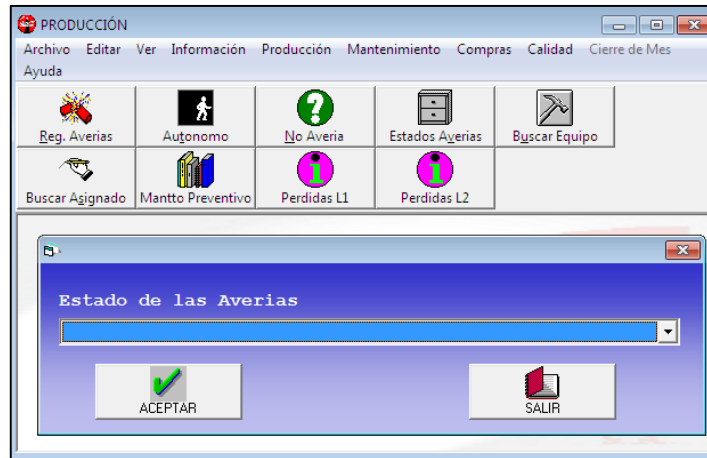 PRODUCCIÓN
Archivo Editar Ver Información Producción Mantenimiento Compras Calidad Cierre de Mes
Ayuda
Reg. Averias Autonomo No Averia Estados Averias Buscar Equipo
Buscar Asignado Mantto Preventivo Perdidas L1 Perdidas L2
Estado de las Averias
ACEPTAR SALIR